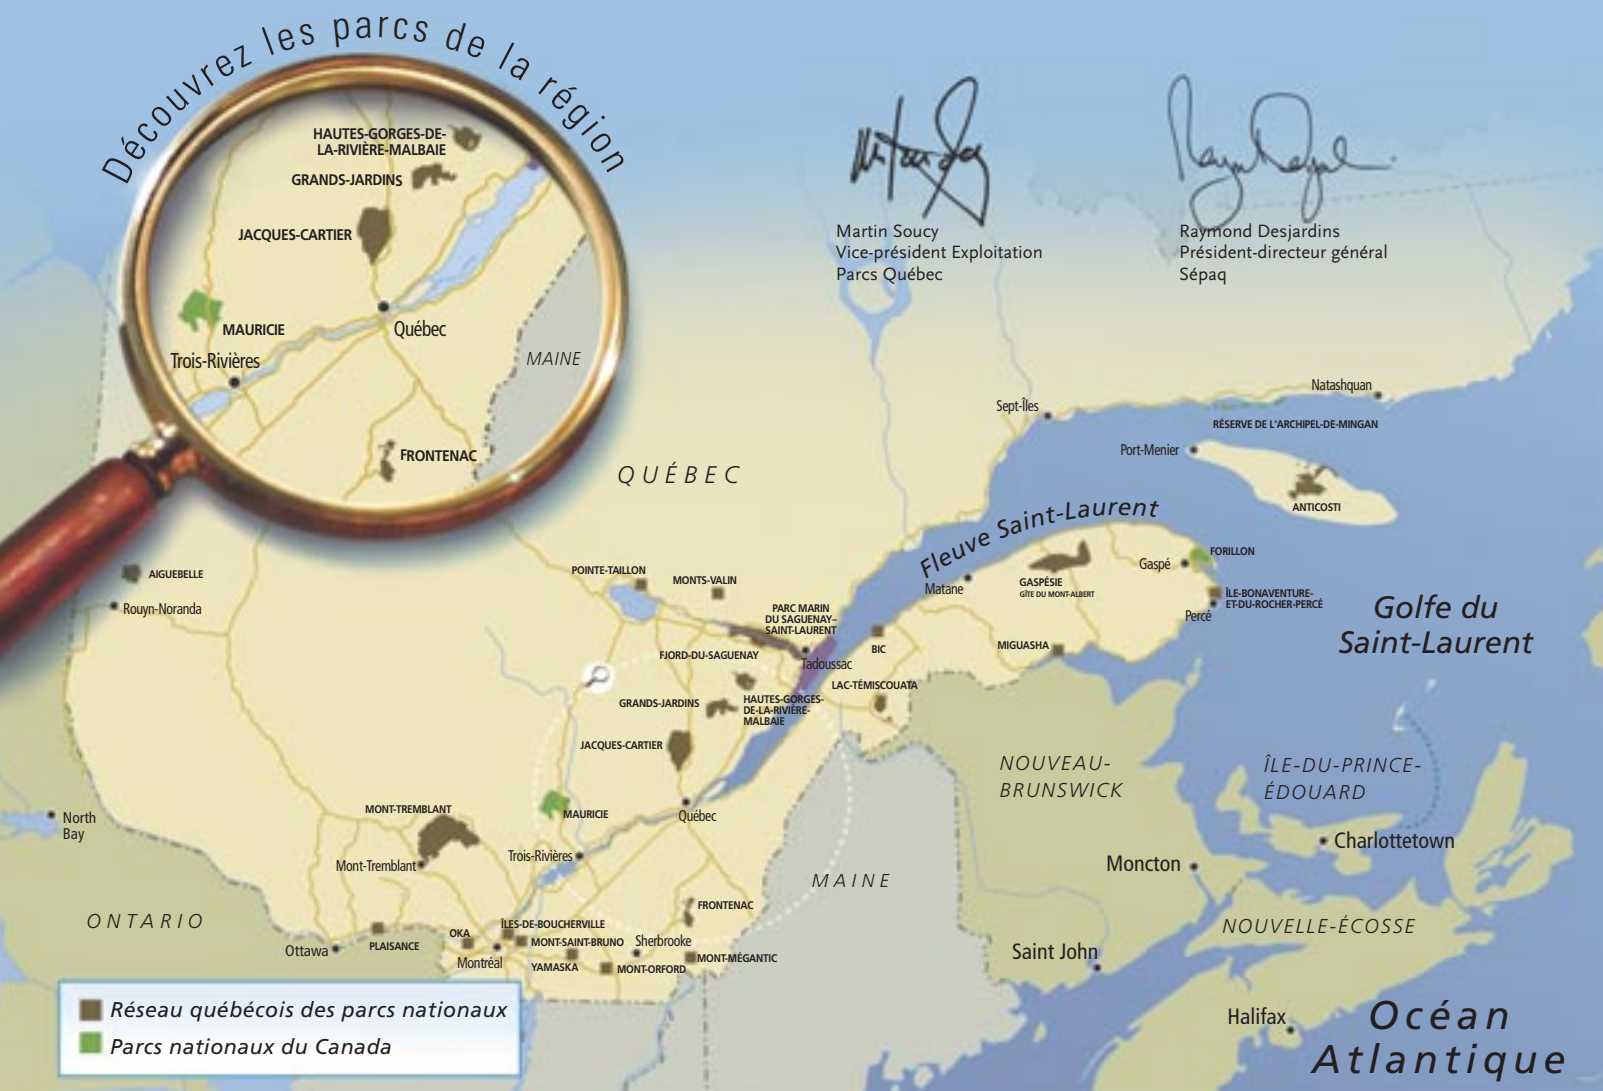 Découvrez les parcs de la région
HAUTES-GORGES-DE-
LA-RIVIÈRE-MALBAIE
GRANDS-JARDINS
JACQUES-CARTIER
MAURICIE
Québec
Trois-Rivières
MAINE
FRONTENAC
Martin Soucy
Vice-président Exploitation
Parcs Québec
Raymond Desjardins
Président-directeur général
Sépaq
Natashquan
Sept-Îles
RÉSERVE DE L'ARCHIPEL-DE-MINGAN
Port-Menier
QUÉBEC
ANTICOSTI
Fleuve Saint-Laurent
FORILLON
Gaspé
AIGUEBELLE
POINTE-TAILLON
MONTS-VALIN
GASPÉSIE
GÎTE DU MONT-ALBERT
Matane
ÎLE-BONAVENTURE-
ET-DU-ROCHER-PERCÉ
Rouyn-Noranda
PARC MARIN
DU SAGUENAY–
SAINT-LAURENT
Percé
Golfe du
Saint-Laurent
BIC
MIGUASHA
FJORD-DU-SAGUENAY
Tadoussac
LAC-TÉMISCOUATA
GRANDS-JARDINS
HAUTES-GORGES-
DE-LA-RIVIÈRE-
MALBAIE
JACQUES-CARTIER
NOUVEAU-
BRUNSWICK
ÎLE-DU-PRINCE-
ÉDOUARD
MONT-TREMBLANT
MAURICIE
Québec
North
Bay
Charlottetown
Trois-Rivières
Mont-Tremblant
Moncton
MAINE
FRONTENAC
ONTARIO
NOUVELLE-ÉCOSSE
ÎLES-DE-BOUCHERVILLE
OKA
MONT-SAINT-BRUNO
Sherbrooke
Ottawa
PLAISANCE
Montréal
YAMASKA
MONT-ORFORD
MONT-MÉGANTIC
Saint John
Réseau québécois des parcs nationaux
Parcs nationaux du Canada
Halifax
Océan
Atlantique